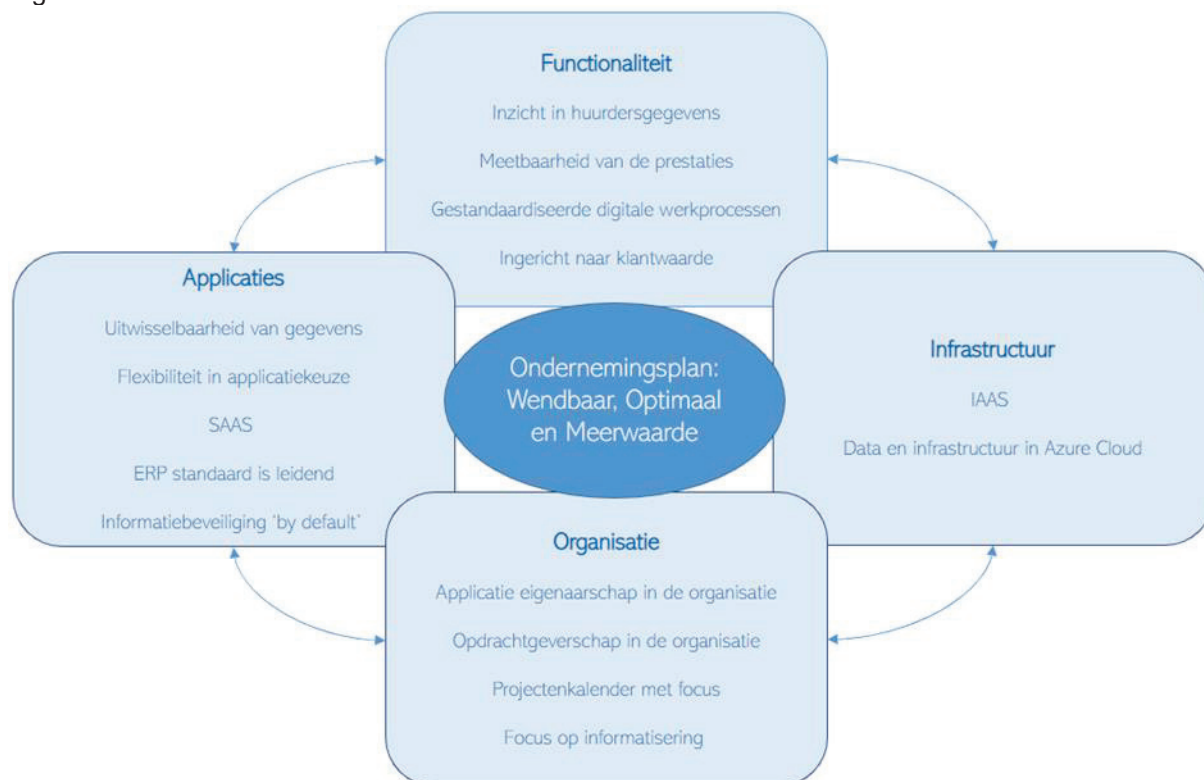 Functionaliteit
Inzicht in huurdersgegevens
Meetbaarheid van de prestaties
Gestandaardiseerde digitale werkprocessen
Ingericht naar klantwaarde
Applicaties
Uitwisselbaarheid van gegevens
Flexibiliteit in applicatiekeuze
SAAS
ERP standaard is leidend
Informatiebeveiliging ‘by default’
Ondernemingsplan:
Wendbaar, Optimaal
en Meerwaarde
Infrastructuur
IAAS
Data en infrastructuur in Azure Cloud
Organisatie
Applicatie eigenaarschap in de organisatie
Opdrachtgeverschap in de organisatie
Projectenkalender met focus
Focus op informatisering